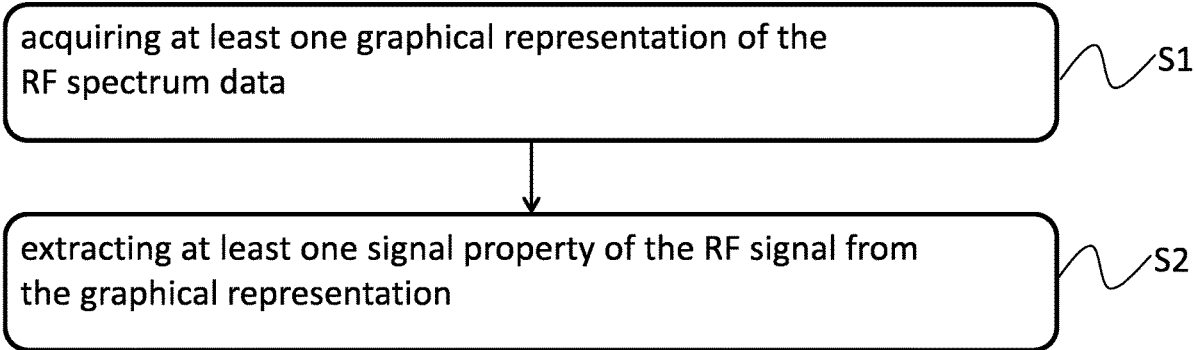 acquiring at least one graphical representation of the
RF spectrum data
S1
extracting at least one signal property of the RF signal from
the graphical representation
S2